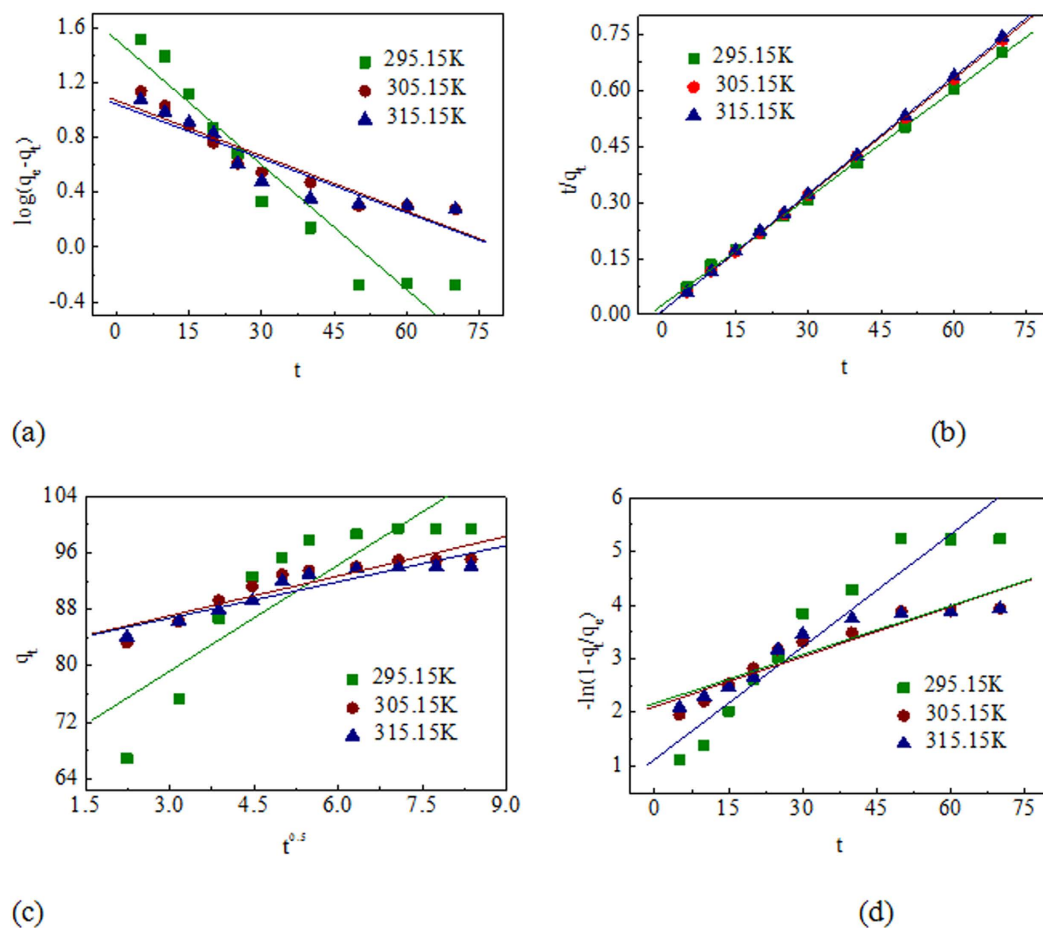 1.6
1.2
0.8
0.4
0.0
-0.4
log(qe-qt)
295.15K
305.15K
315.15K
0 15 30 45 60 75
t
(a)
0.75
0.60
0.45
0.30
0.15
0.00
t/qt
295.15K
305.15K
315.15K
0 15 30 45 60 75
t
(b)
104
96
88
80
72
64
qt
295.15K
305.15K
315.15K
1.5 3.0 4.5 6.0 7.5 9.0
t0.5
(c)
6
5
4
3
2
1
-ln(1-qt/qe)
295.15K
305.15K
315.15K
0 15 30 45 60 75
t
(d)